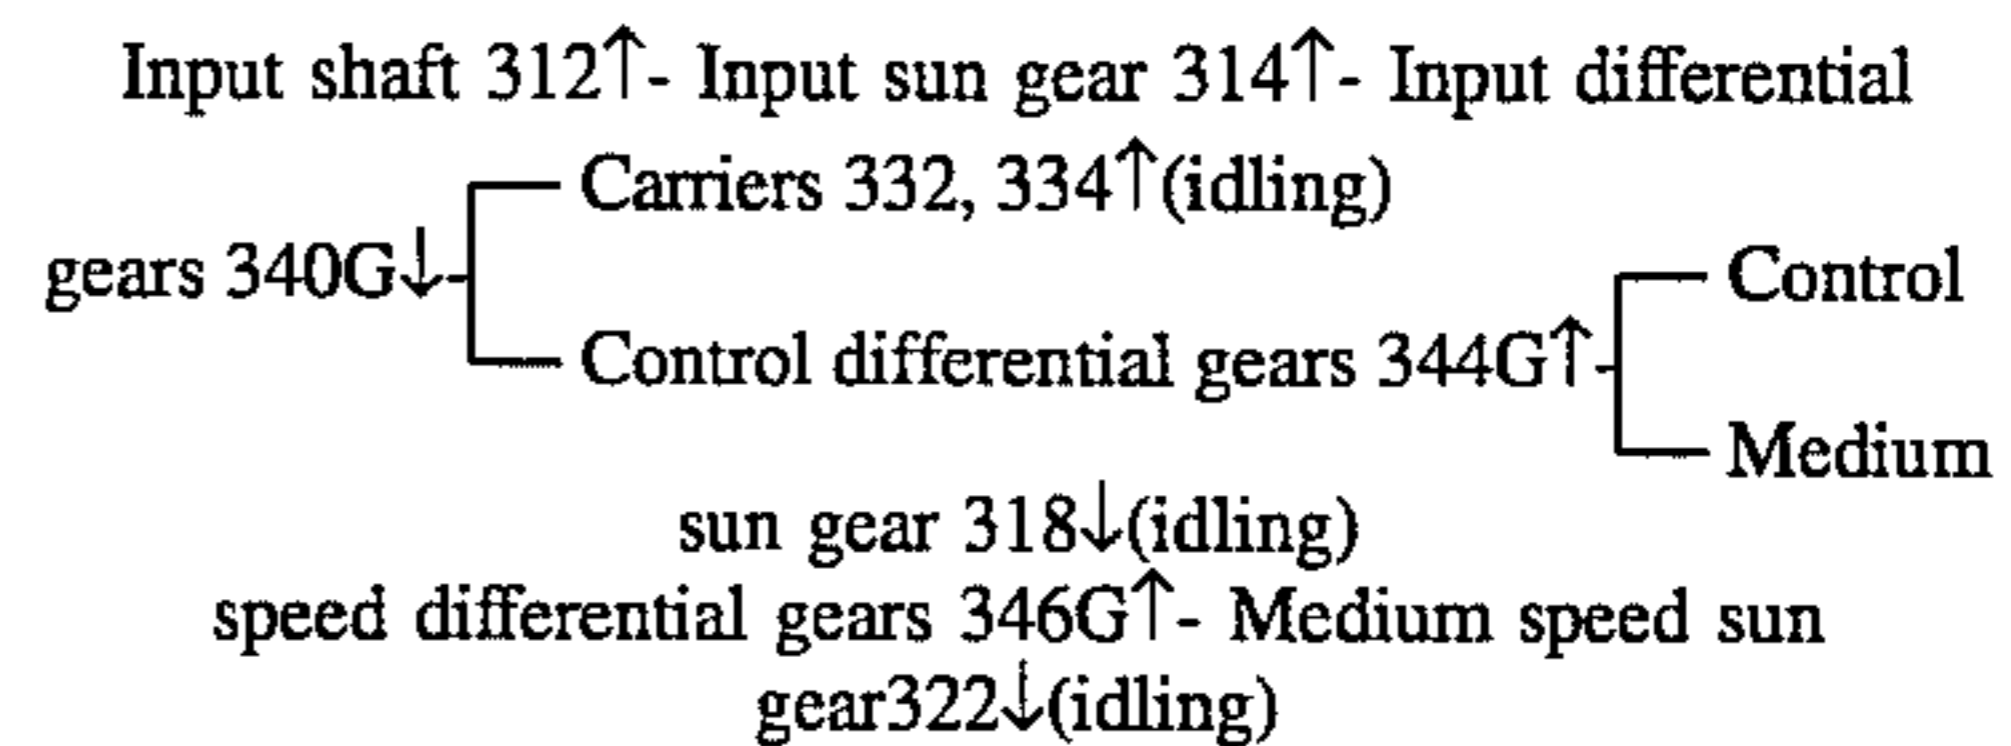 Input shaft 312↑- Input sun gear 314↑- Input differential
Carriers 332, 334↑(idling)
gears 340G↓-
Control
Control differential gears 344G↑-
Medium
sun gear 318↓(idling)
speed differential gears 346G↑- Medium speed sun
gear322↓(idling)